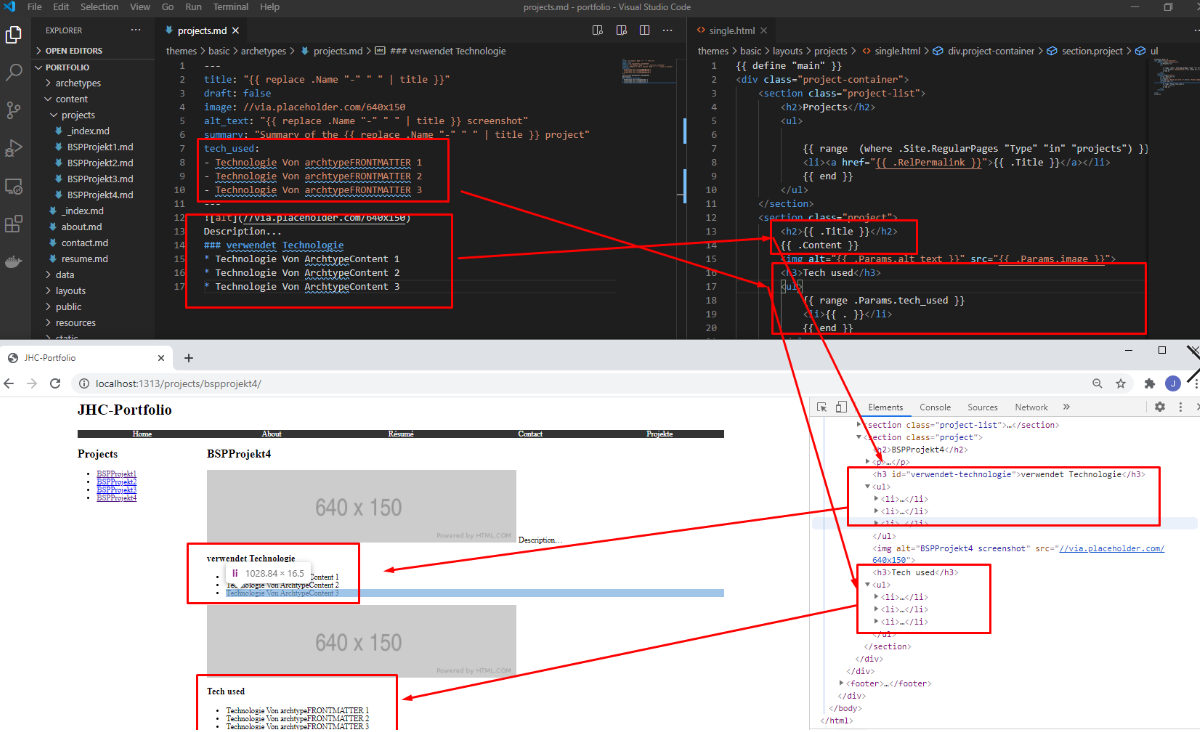 File Edit Selection View Go Run Terminal Help
projects.md - portfolio - Visual Studio Code
EXPLORER
OPEN EDITORS
PORTFOLIO
archetypes
content
projects
_index.md
BSPProjekt1.md
BSPProjekt2.md
BSPProjekt3.md
BSPProjekt4.md
_index.md
about.md
contact.md
resume.md
data
layouts
public
resources
static
projects.md
themes > basic > archetypes > projects.md > ### verwendet Technologie
1 ---
2 title: "{{ replace .Name "-" " " | title }}"
3 draft: false
4 image: //via.placeholder.com/640x150
5 alt_text: "{{ replace .Name "-" " " | title }} screenshot"
6 summary: "Summary of the {{ replace .Name "-" " " | title }} project"
7 tech_used:
8 - Technologie Von archtypeFRONTMATTER 1
9 - Technologie Von archtypeFRONTMATTER 2
10 - Technologie Von archtypeFRONTMATTER 3
11 ---
12 ![alt](//via.placeholder.com/640x150)
13 Description...
14 ### verwendet Technologie
15 * Technologie Von ArchtypeContent 1
16 * Technologie Von ArchtypeContent 2
17 * Technologie Von ArchtypeContent 3
single.html
themes > basic > layouts > projects > single.html > div.project-container > section.project > ul
1 {{ define "main" }}
2 <div class="project-container">
3 <section class="project-list">
4 <h2>Projects</h2>
5 <ul>
6
7 {{ range (where .Site.RegularPages "Type" "in" "projects") }}
8 <li><a href="{{ .RelPermalink }}">{{ .Title }}</a></li>
9 {{ end }}
10 </ul>
11 </section>
12 <section class="project">
13 <h2>{{ .Title }}</h2>
14 {{ .Content }}
15 <img alt="{{ .Params.alt_text }}" src="{{ .Params.image }}">
16 <h3>Tech used</h3>
17 <ul>
18 {{ range .Params.tech_used }}
19 <li>{{ . }}</li>
20 {{ end }}
JHC-Portfolio
localhost:1313/projects/bspprojekt4/
J
JHC-Portfolio
Home About Résumé Contact Projekte
Projects
BSPProjekt1
BSPProjekt2
BSPProjekt3
BSPProjekt4
BSPProjekt4
640 x 150
Powered by HTML.COM
Description...
verwendet Technologie
li 1028.84 × 16.5
Content 1
Technologie Von ArchtypeContent 2
Technologie Von ArchtypeContent 3
640 x 150
Powered by HTML.COM
Tech used
Technologie Von archtypeFRONTMATTER 1
Technologie Von archtypeFRONTMATTER 2
Technologie Von archtypeFRONTMATTER 3
Elements Console Sources Network
<section class="project-list">…</section>
<section class="project">
<h2>BSPProjekt4</h2>
<p>…</p>
<h3 id="verwendet-technologie">verwendet Technologie</h3>
<ul>
<li>…</li>
<li>…</li>
<li>…</li>
</ul>
<img alt="BSPProjekt4 screenshot" src="//via.placeholder.com/
640x150">
<h3>Tech used</h3>
<ul>
<li>…</li>
<li>…</li>
<li>…</li>
</ul>
</section>
</div>
</div>
<footer>…</footer>
</div>
</body>
</html>